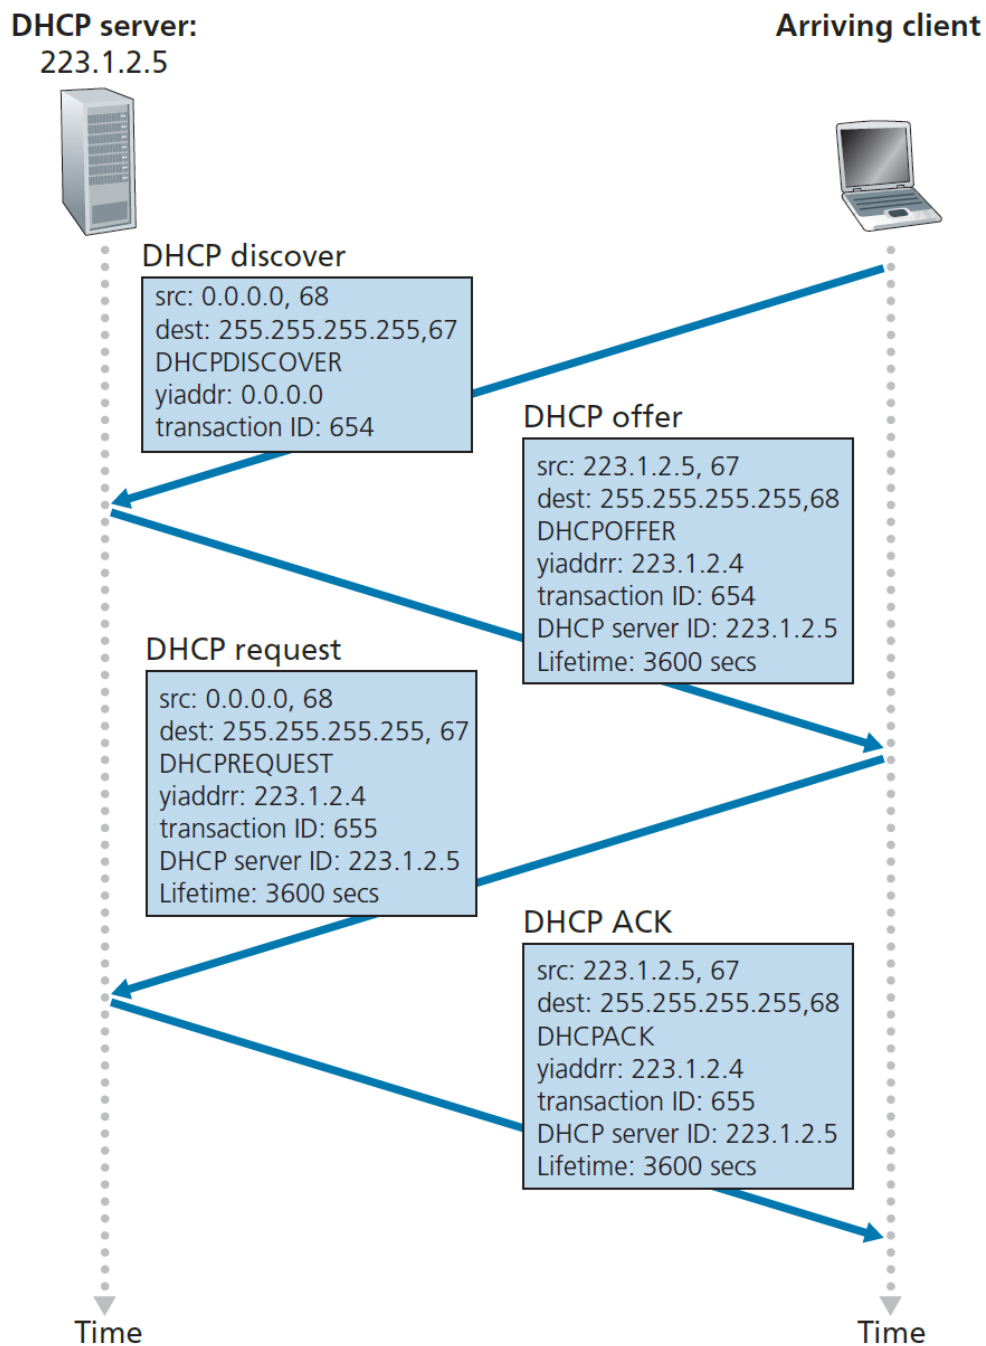 DHCP server:
223.1.2.5
Arriving client
DHCP discover
src: 0.0.0.0, 68
dest: 255.255.255.255,67
DHCPDISCOVER
yiaddr: 0.0.0.0
transaction ID: 654
DHCP offer
src: 223.1.2.5, 67
dest: 255.255.255.255,68
DHCPOFFER
yiaddrr: 223.1.2.4
transaction ID: 654
DHCP server ID: 223.1.2.5
Lifetime: 3600 secs
DHCP request
src: 0.0.0.0, 68
dest: 255.255.255.255, 67
DHCPREQUEST
yiaddrr: 223.1.2.4
transaction ID: 655
DHCP server ID: 223.1.2.5
Lifetime: 3600 secs
DHCP ACK
src: 223.1.2.5, 67
dest: 255.255.255.255,68
DHCPACK
yiaddrr: 223.1.2.4
transaction ID: 655
DHCP server ID: 223.1.2.5
Lifetime: 3600 secs
Time
Time